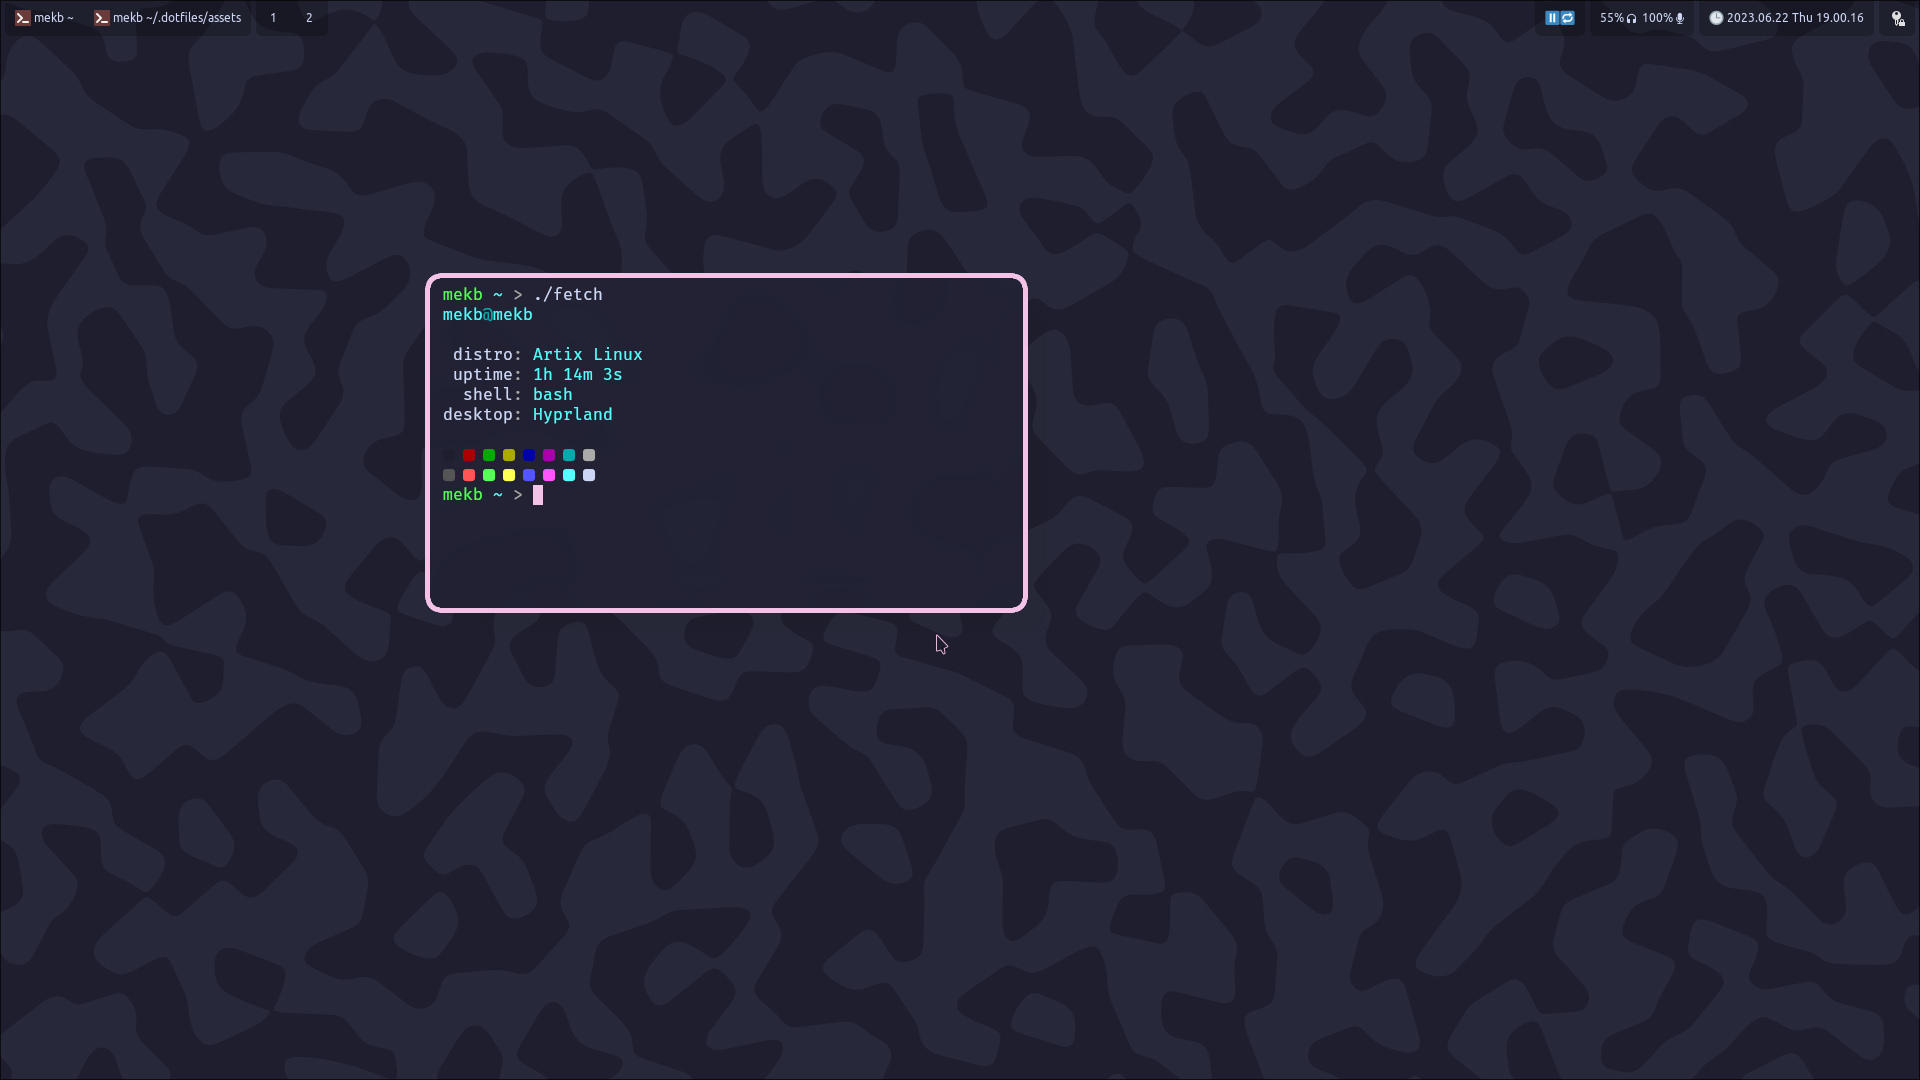 mekb ~ mekb ~/.dotfiles/assets 1 2 55% 100% 2023.06.22 Thu 19.00.16
mekb ~ > ./fetch
mekb@mekb
distro: Artix Linux
uptime: 1h 14m 3s
shell: bash
desktop: Hyprland
mekb ~ >